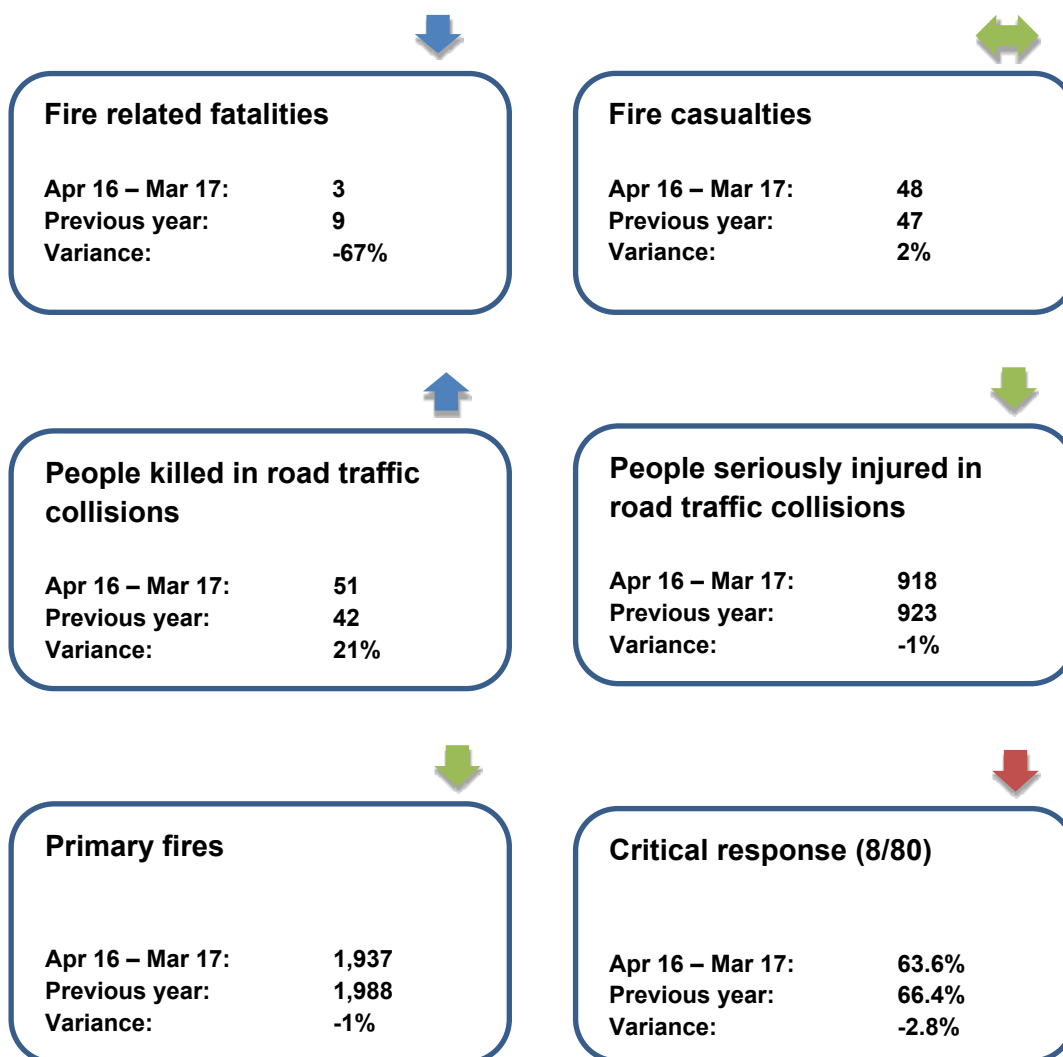 Fire related fatalities
Apr 16 – Mar 17: 3
Previous year: 9
Variance: -67%
Fire casualties
Apr 16 – Mar 17: 48
Previous year: 47
Variance: 2%
People killed in road traffic
collisions
Apr 16 – Mar 17: 51
Previous year: 42
Variance: 21%
People seriously injured in
road traffic collisions
Apr 16 – Mar 17: 918
Previous year: 923
Variance: -1%
Primary fires
Apr 16 – Mar 17: 1,937
Previous year: 1,988
Variance: -1%
Critical response (8/80)
Apr 16 – Mar 17: 63.6%
Previous year: 66.4%
Variance: -2.8%